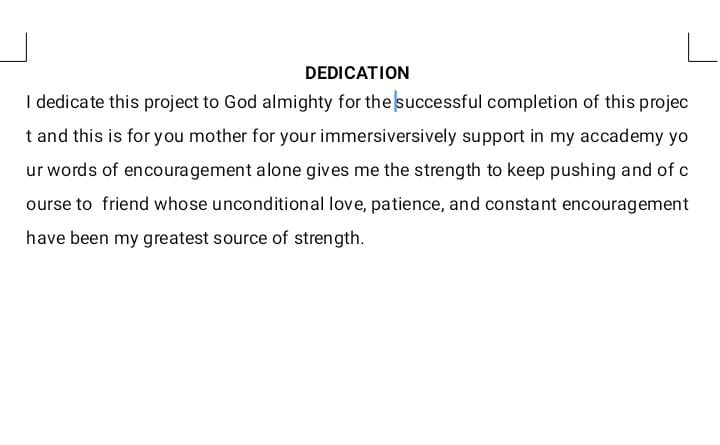 DEDICATION
I dedicate this project to God almighty for the successful completion of this projec
t and this is for you mother for your immersiversively support in my accademy yo
ur words of encouragement alone gives me the strength to keep pushing and of c
ourse to  friend whose unconditional love, patience, and constant encouragement
have been my greatest source of strength.